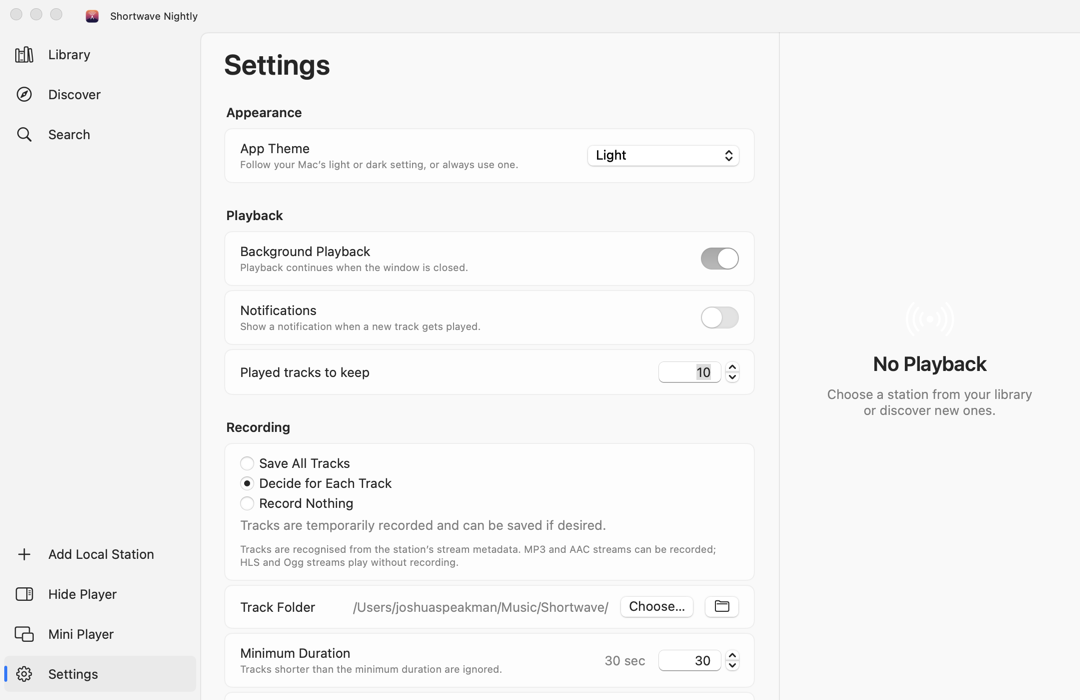 Shortwave Nightly
Library
Discover
Search
Add Local Station
Hide Player
Mini Player
Settings
Settings
Appearance
App Theme
Follow your Mac's light or dark setting, or always use one.
Light
Playback
Background Playback
Playback continues when the window is closed.
Notifications
Show a notification when a new track gets played.
Played tracks to keep
10
Recording
Save All Tracks
Decide for Each Track
Record Nothing
Tracks are temporarily recorded and can be saved if desired.
Tracks are recognised from the station's stream metadata. MP3 and AAC streams can be recorded;
HLS and Ogg streams play without recording.
Track Folder
/Users/joshuaspeakman/Music/Shortwave/
Choose...
Minimum Duration
Tracks shorter than the minimum duration are ignored.
30 sec
30
No Playback
Choose a station from your library
or discover new ones.